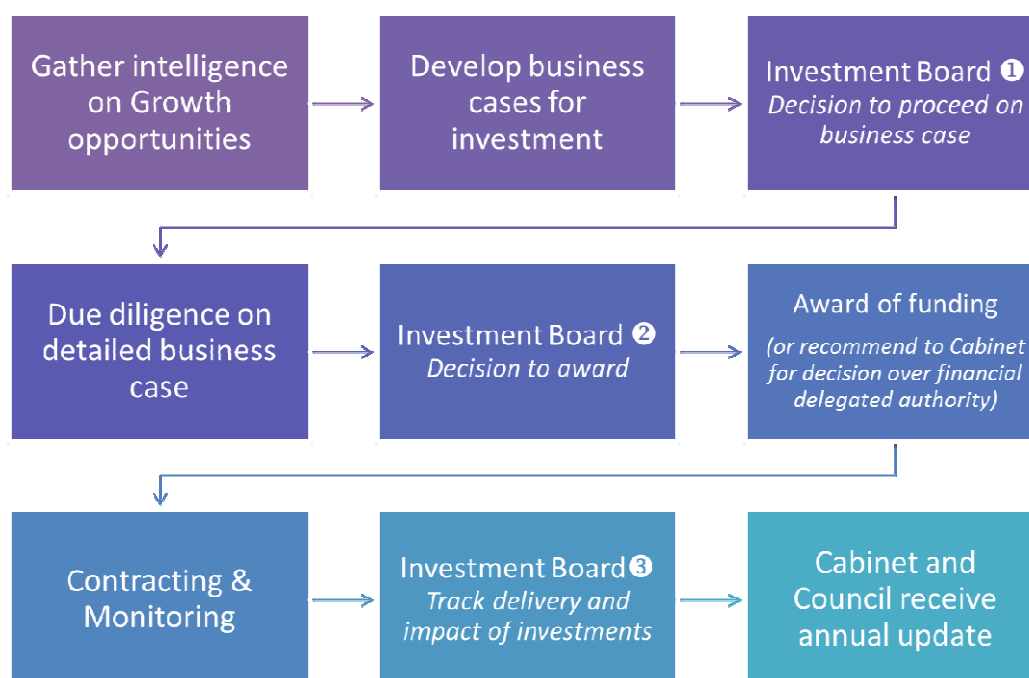 Gather intelligence
on Growth
opportunities
Develop business
cases for
investment
Investment Board ❶
Decision to proceed on
business case
Due diligence on
detailed business
case
Investment Board ❷
Decision to award
Award of funding
(or recommend to Cabinet
for decision over financial
delegated authority)
Contracting &
Monitoring
Investment Board ❸
Track delivery and
impact of investments
Cabinet and
Council receive
annual update